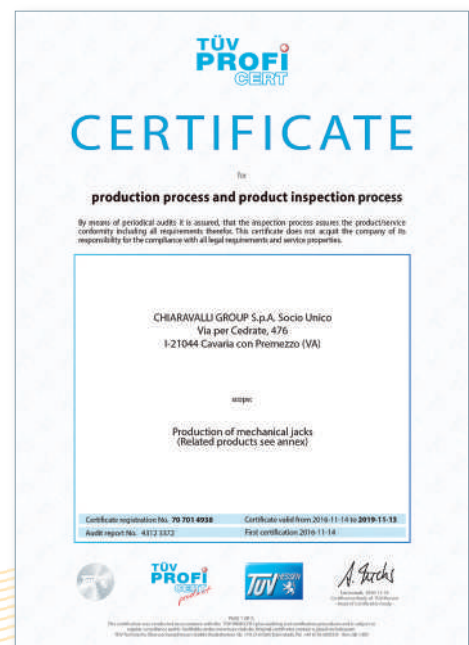 TÜV
PROFI
CERT
CERTIFICATE
for
production process and product inspection process
By means of periodical audits it is assured, that the inspection process assures the product/service
conformity including all requirements therefor. This certificate does not acquit the company of its
responsibility for the compliance with all legal requirements and service properties.
CHIARAVALLI GROUP S.p.A. Socio Unico
Via per Cedrate, 476
I-21044 Cavaria con Premezzo (VA)
scope:
Production of mechanical jacks
(Related products see annex)
Certificate registration No. 70 701 4938
Certificate valid from 2016-11-14 to 2019-11-13
Audit report No. 4312 3372
First certification 2016-11-14
TÜV
PROFI
product
TÜV HESSEN
PAGE 1 OF